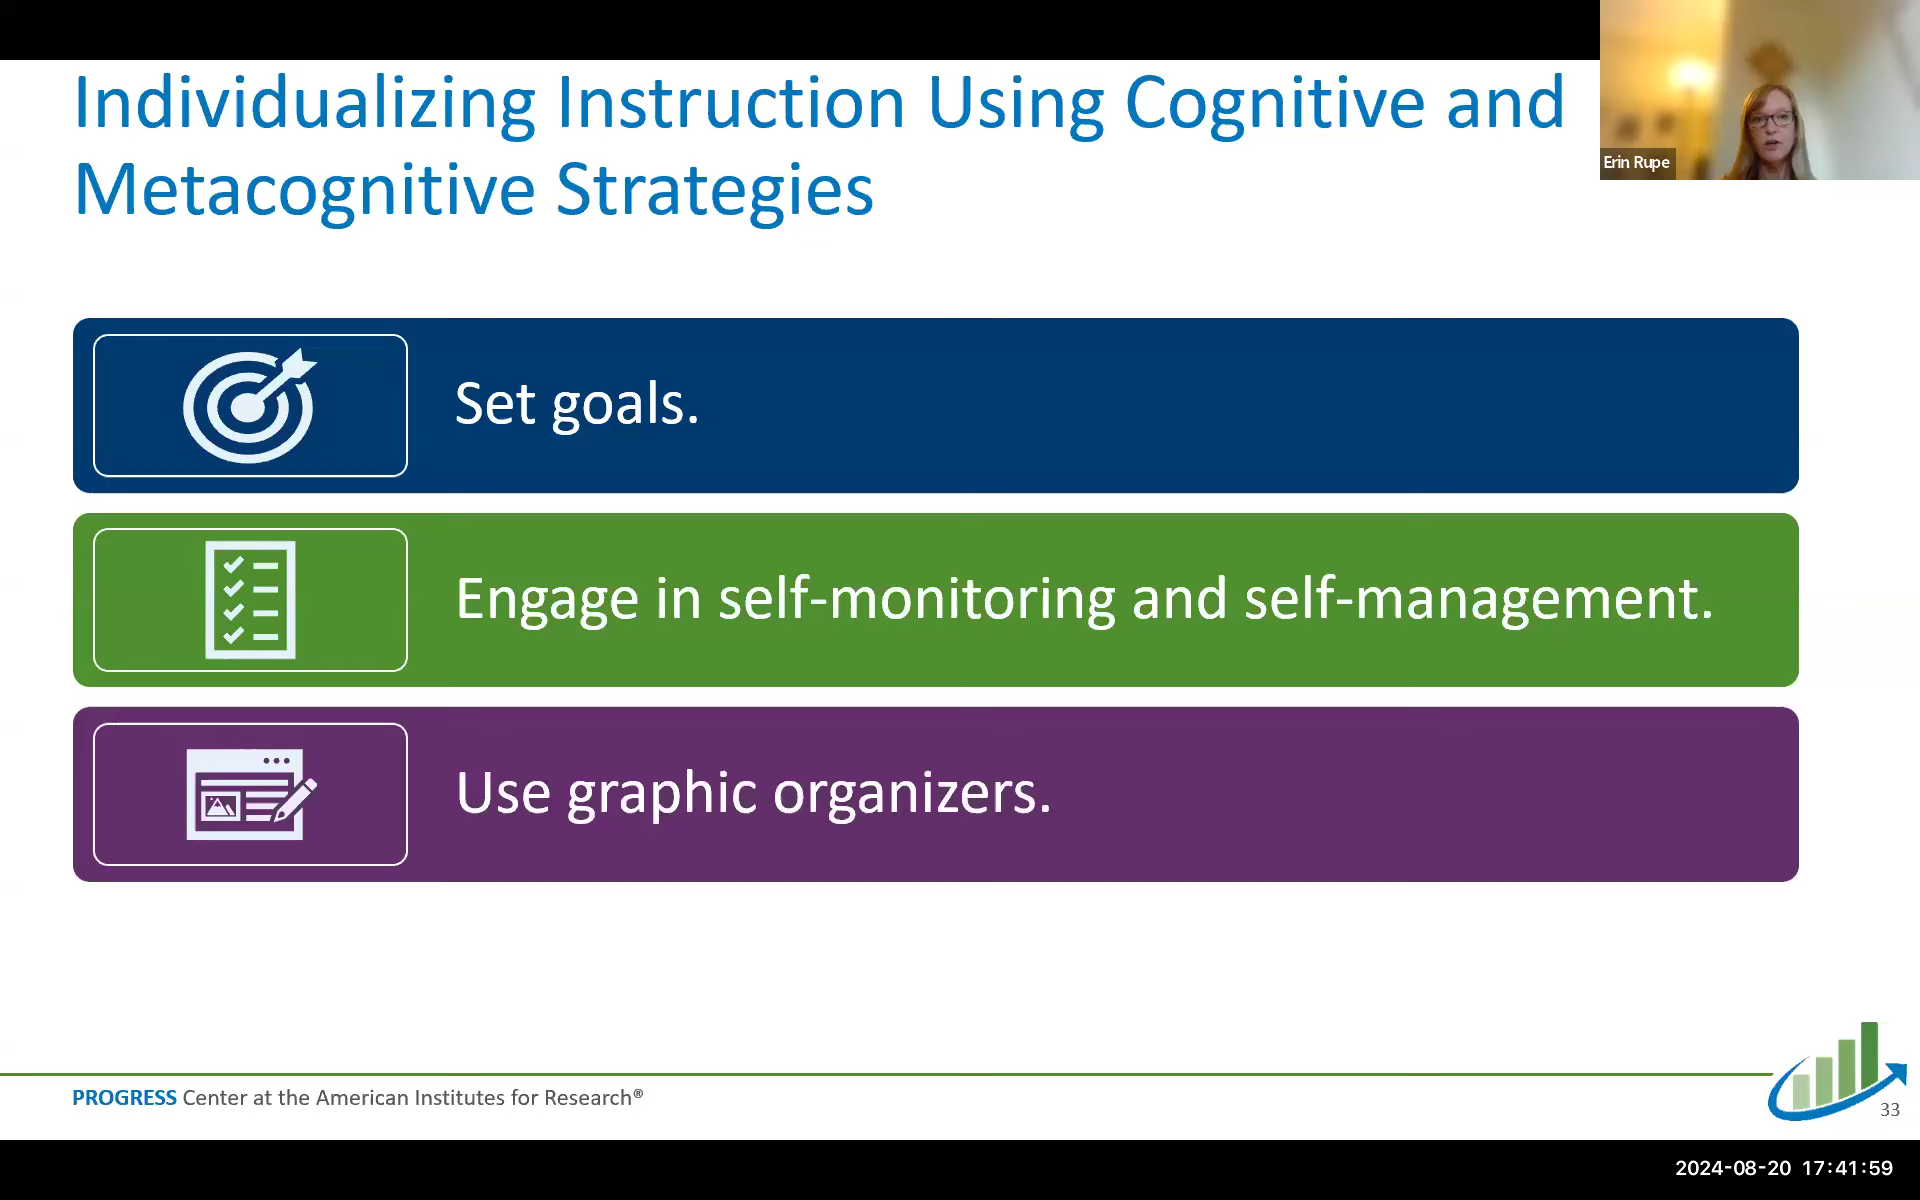 Individualizing Instruction Using Cognitive and
Metacognitive Strategies
Erin Rupe
Set goals.
Engage in self-monitoring and self-management.
Use graphic organizers.
PROGRESS Center at the American Institutes for Research®
33
2024-08-20 17:41:59